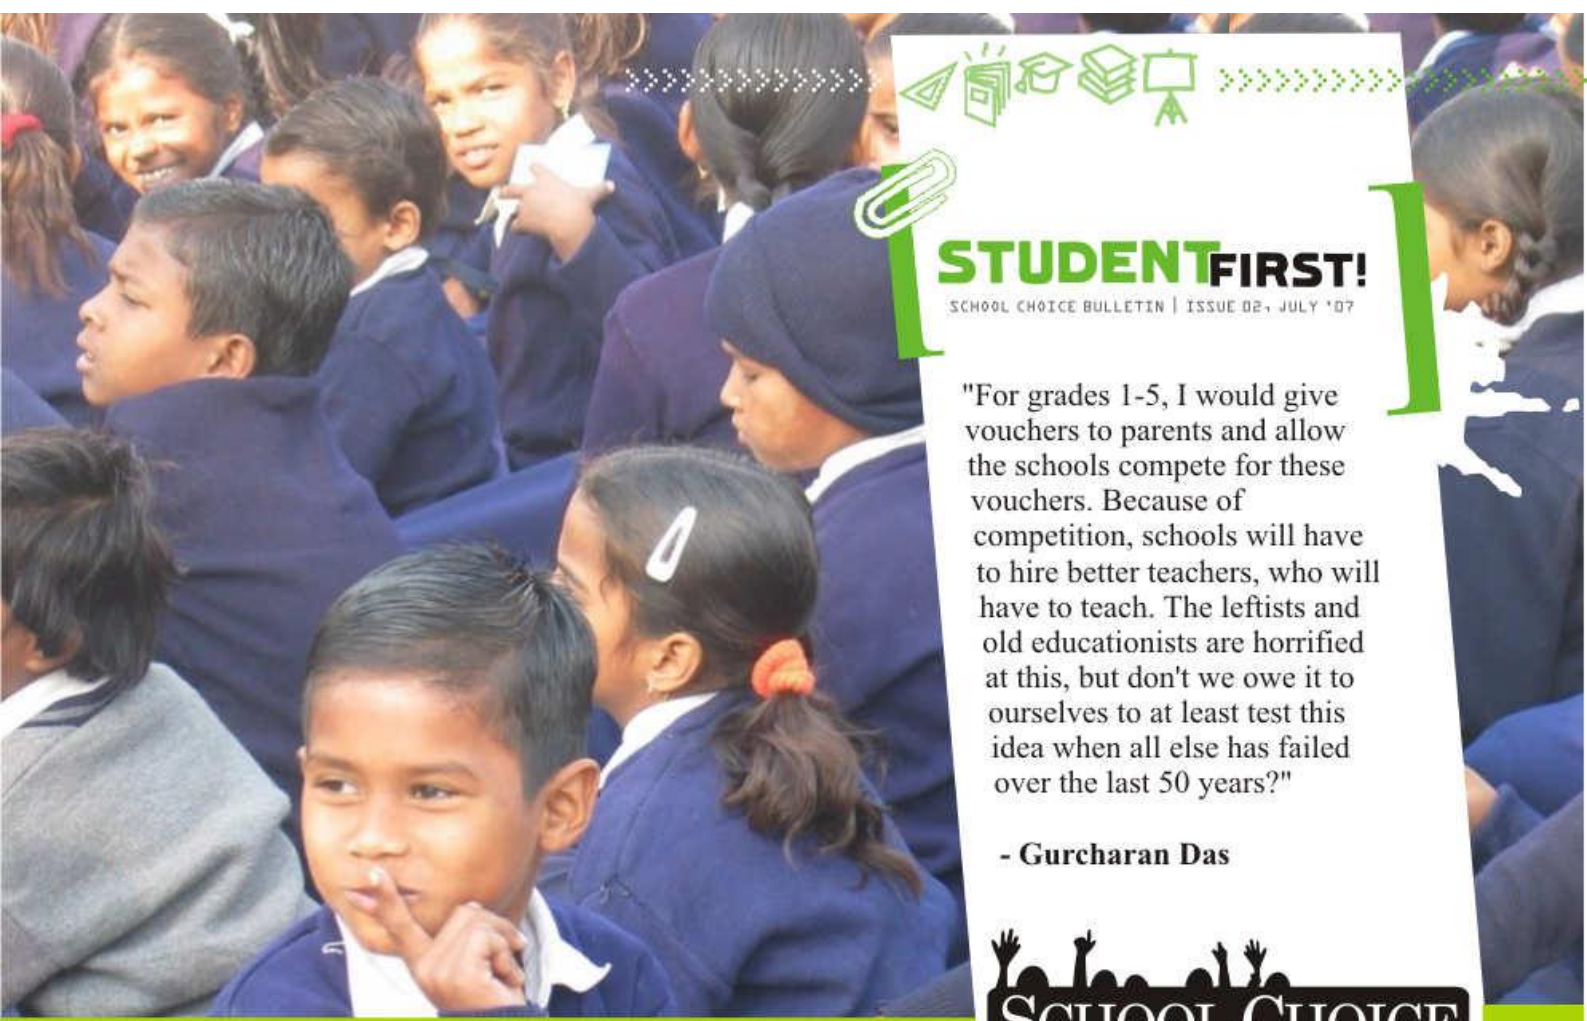 STUDENTFIRST!
SCHOOL CHOICE BULLETIN | ISSUE 02, JULY '07
"For grades 1-5, I would give
vouchers to parents and allow
the schools compete for these
vouchers. Because of
competition, schools will have
to hire better teachers, who will
have to teach. The leftists and
old educationists are horrified
at this, but don't we owe it to
ourselves to at least test this
idea when all else has failed
over the last 50 years?"
- Gurcharan Das
SCHOOL CHOICE